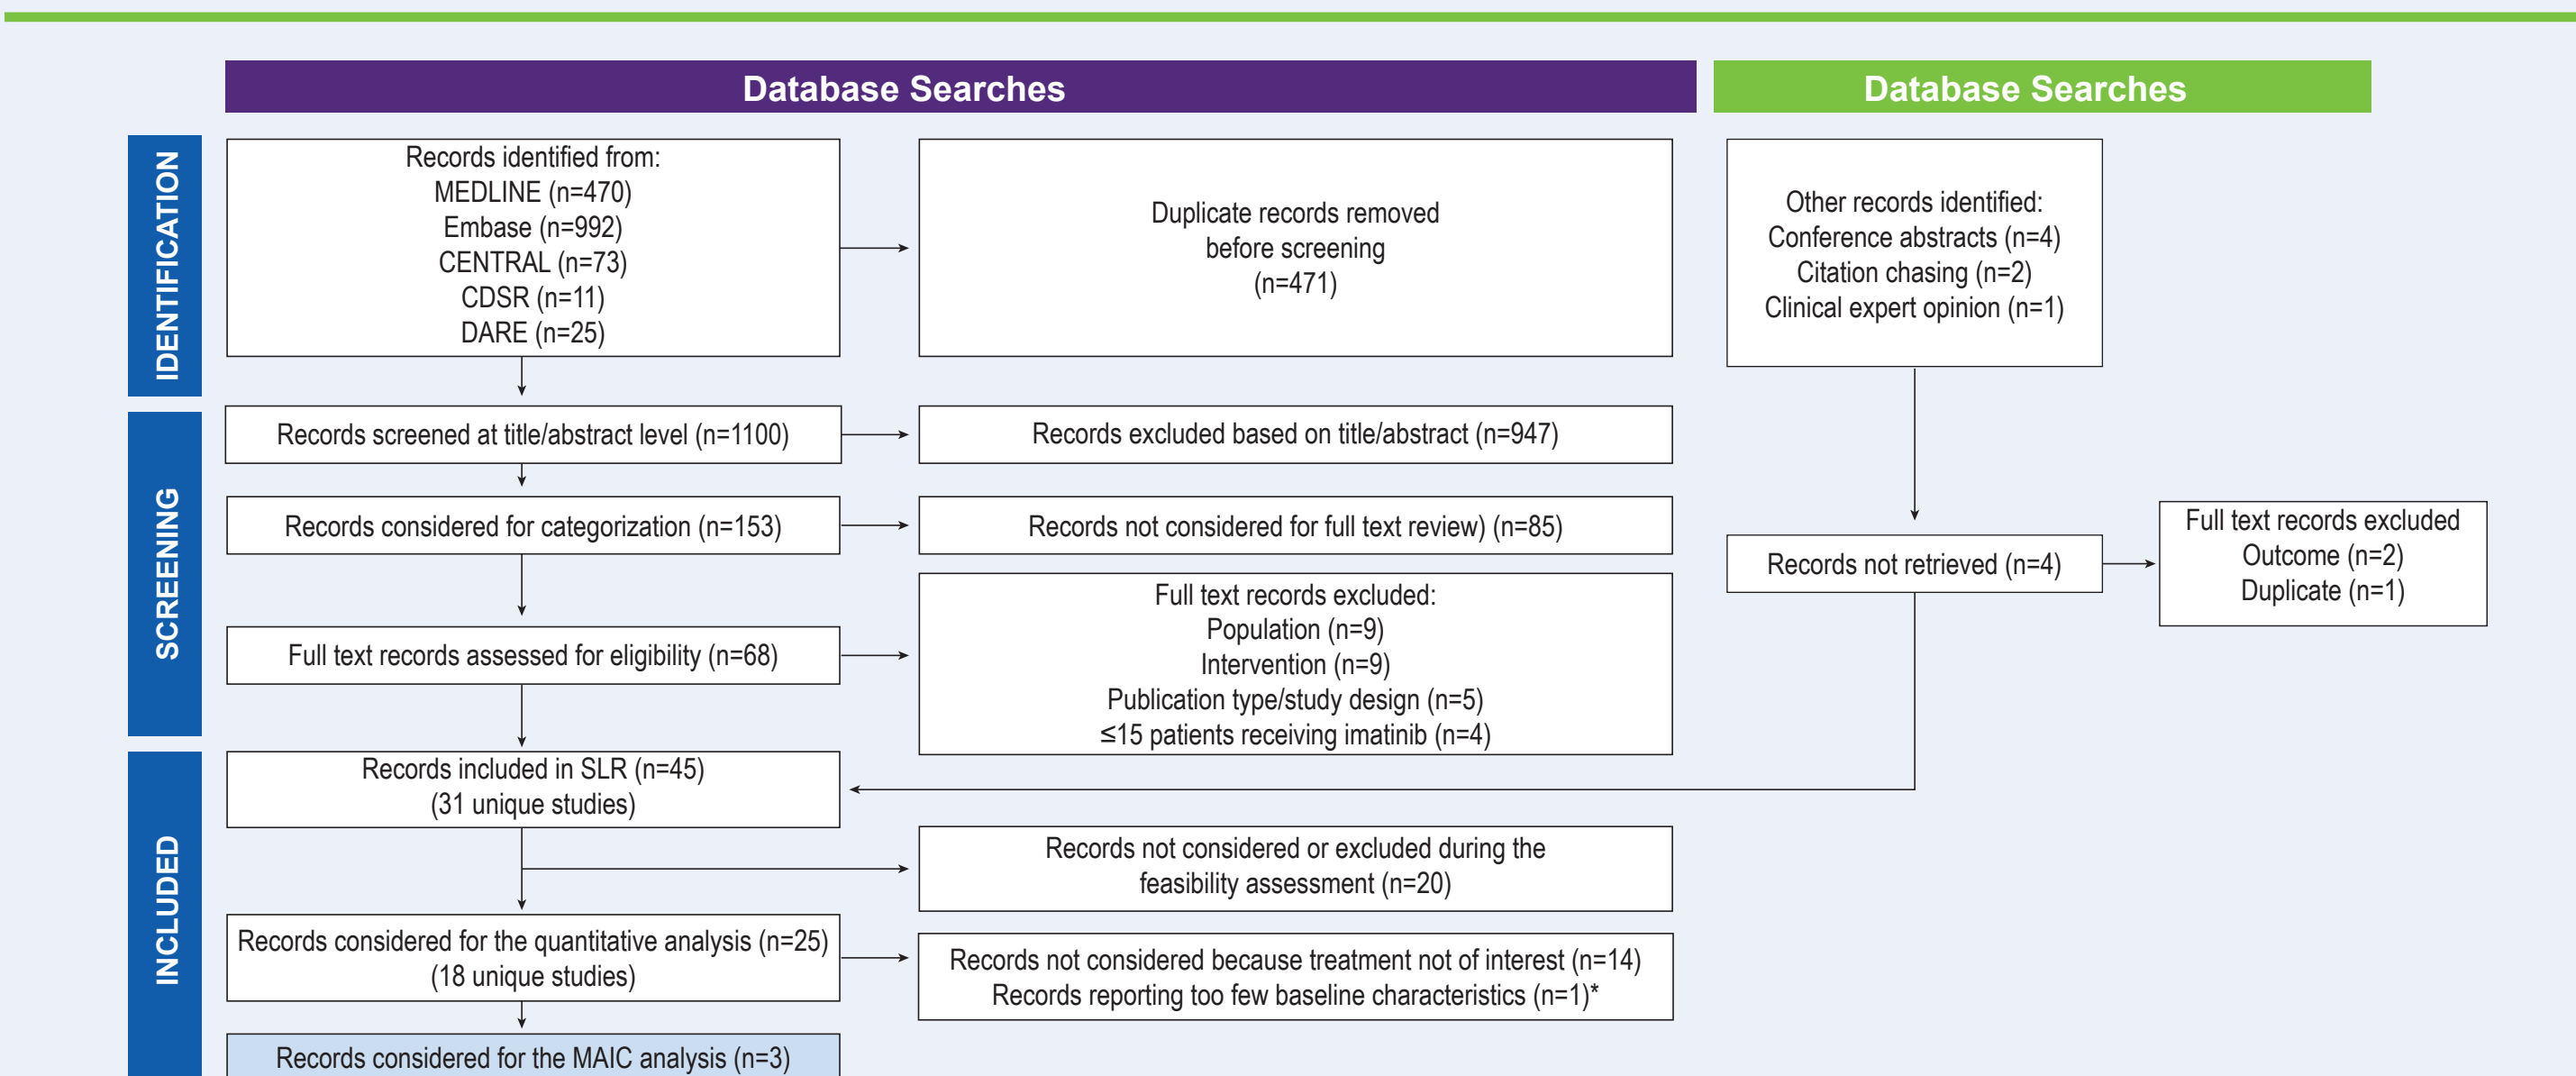 Database Searches
Database Searches
IDENTIFICATION
Records identified from:
MEDLINE (n=470)
Embase (n=992)
CENTRAL (n=73)
CDSR (n=11)
DARE (n=25)
Duplicate records removed
before screening
(n=471)
Other records identified:
Conference abstracts (n=4)
Citation chasing (n=2)
Clinical expert opinion (n=1)
SCREENING
Records screened at title/abstract level (n=1100)
Records excluded based on title/abstract (n=947)
Records considered for categorization (n=153)
Records not considered for full text review) (n=85)
Records not retrieved (n=4)
Full text records excluded
Outcome (n=2)
Duplicate (n=1)
Full text records assessed for eligibility (n=68)
Full text records excluded:
Population (n=9)
Intervention (n=9)
Publication type/study design (n=5)
≤15 patients receiving imatinib (n=4)
INCLUDED
Records included in SLR (n=45)
(31 unique studies)
Records not considered or excluded during the
feasibility assessment (n=20)
Records considered for the quantitative analysis (n=25)
(18 unique studies)
Records not considered because treatment not of interest (n=14)
Records reporting too few baseline characteristics (n=1)*
Records considered for the MAIC analysis (n=3)